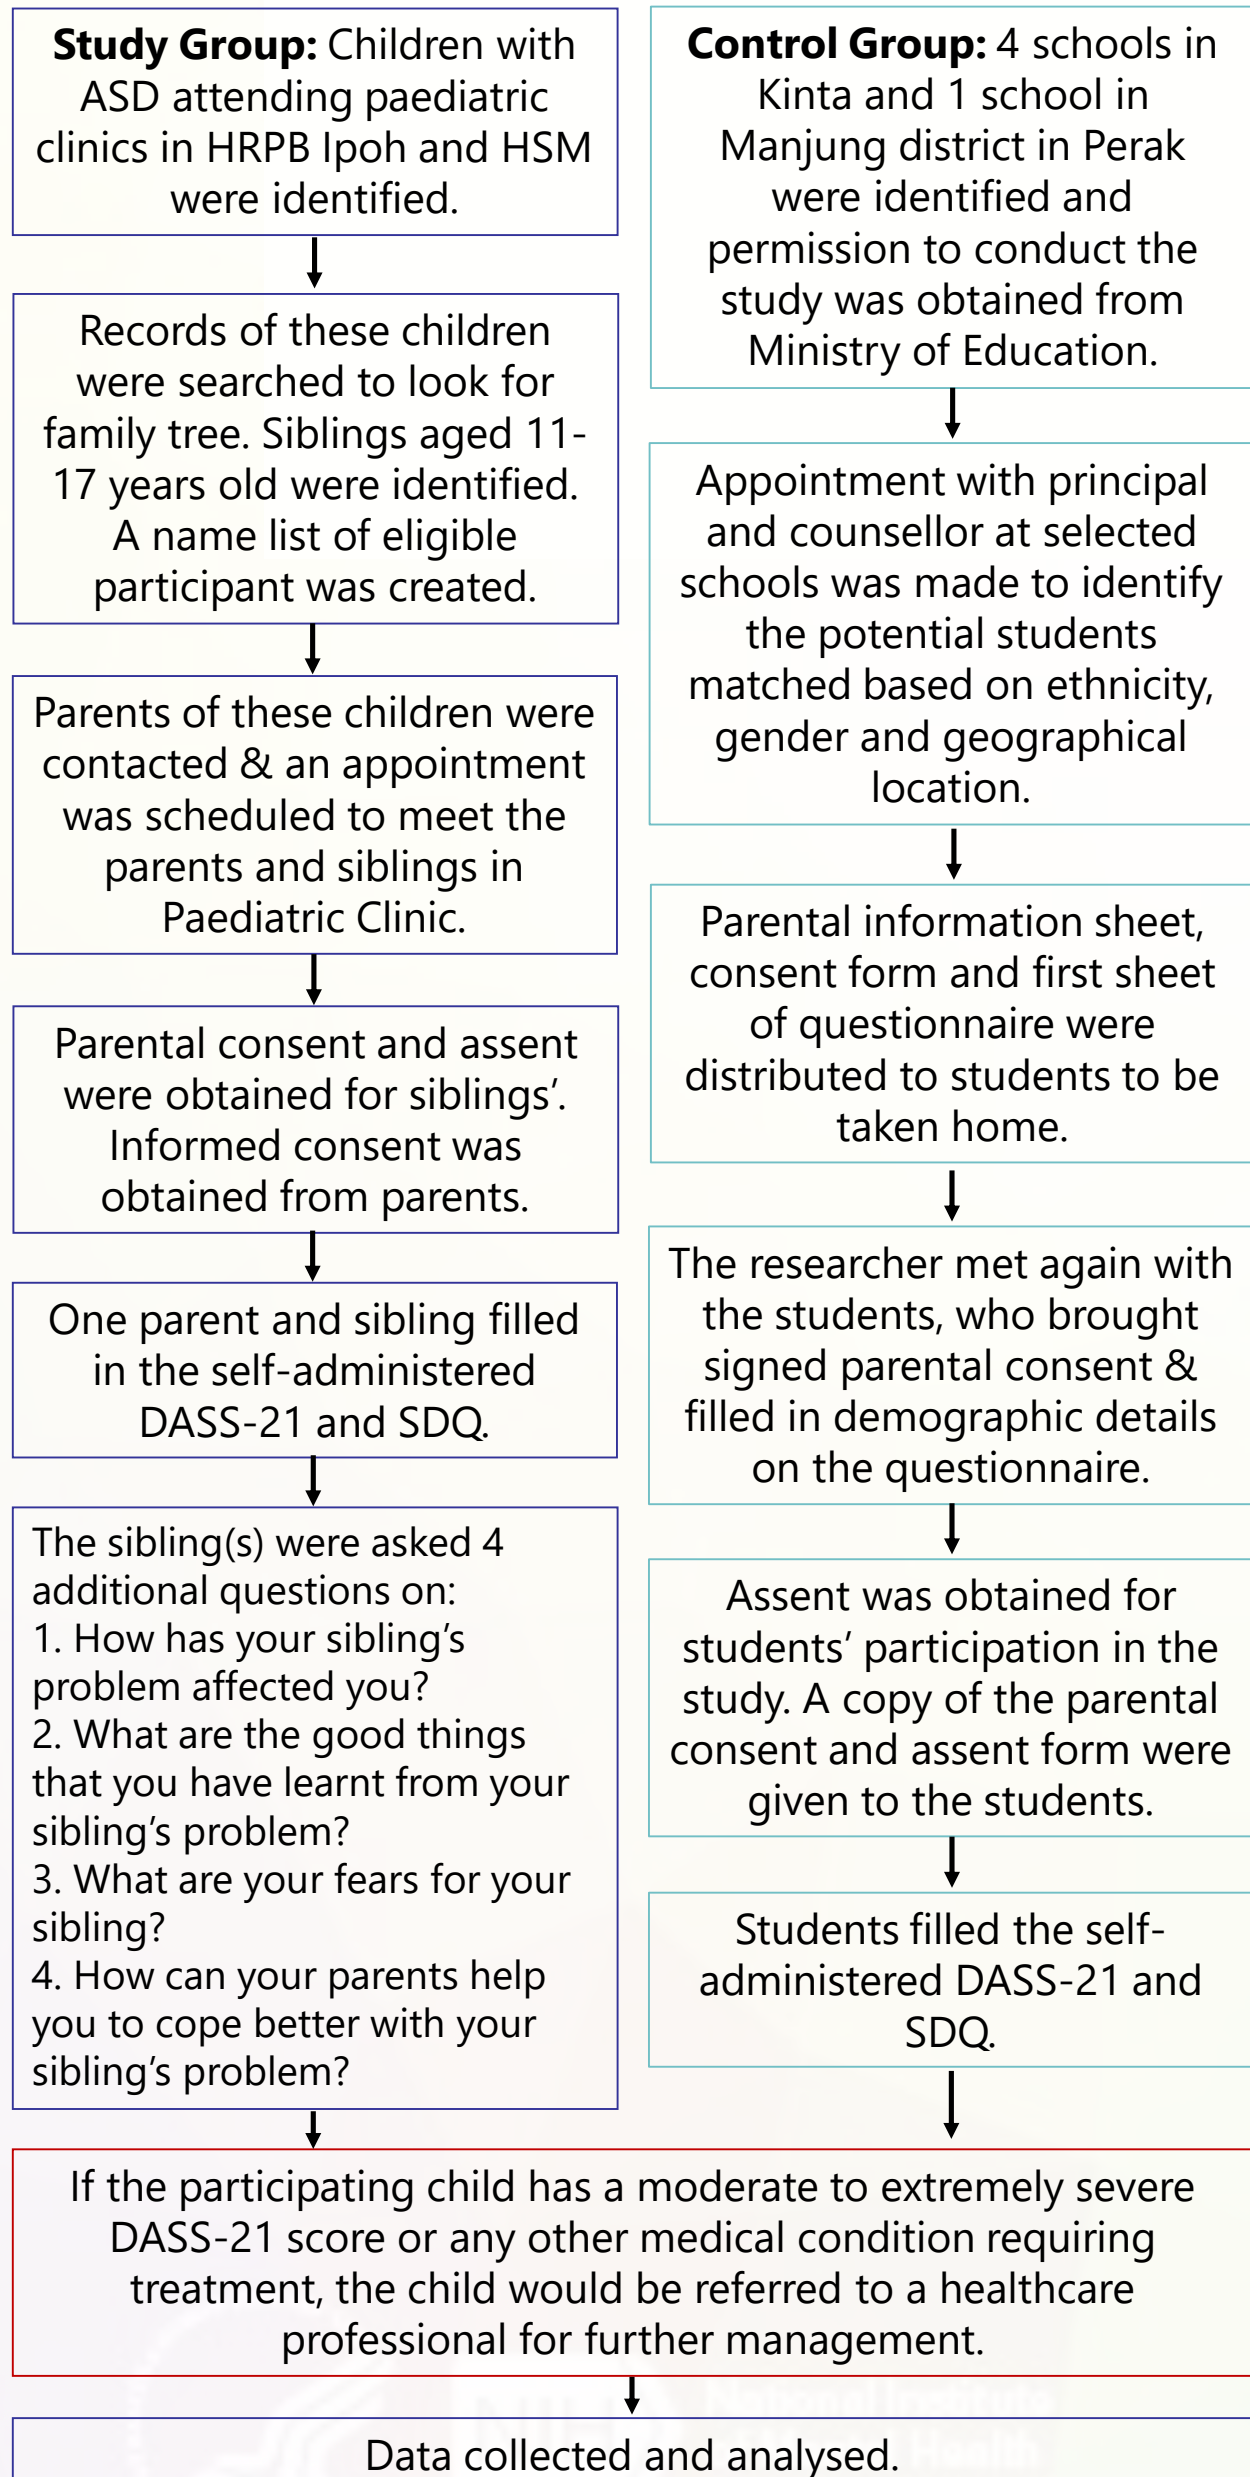 Study Group: Children with
ASD attending paediatric
clinics in HRPB Ipoh and HSM
were identified.
Records of these children
were searched to look for
family tree. Siblings aged 11-
17 years old were identified.
A name list of eligible
participant was created.
Parents of these children were
contacted & an appointment
was scheduled to meet the
parents and siblings in
Paediatric Clinic.
Parental consent and assent
were obtained for siblings’.
Informed consent was
obtained from parents.
One parent and sibling filled
in the self-administered
DASS-21 and SDQ.
The sibling(s) were asked 4
additional questions on:
1. How has your sibling’s
problem affected you?
2. What are the good things
that you have learnt from your
sibling’s problem?
3. What are your fears for your
sibling?
4. How can your parents help
you to cope better with your
sibling’s problem?
Control Group: 4 schools in
Kinta and 1 school in
Manjung district in Perak
were identified and
permission to conduct the
study was obtained from
Ministry of Education.
Appointment with principal
and counsellor at selected
schools was made to identify
the potential students
matched based on ethnicity,
gender and geographical
location.
Parental information sheet,
consent form and first sheet
of questionnaire were
distributed to students to be
taken home.
The researcher met again with
the students, who brought
signed parental consent &
filled in demographic details
on the questionnaire.
Assent was obtained for
students’ participation in the
study. A copy of the parental
consent and assent form were
given to the students.
Students filled the self-
administered DASS-21 and
SDQ.
If the participating child has a moderate to extremely severe
DASS-21 score or any other medical condition requiring
treatment, the child would be referred to a healthcare
professional for further management.
National Institute
Health
Data collected and analysed.